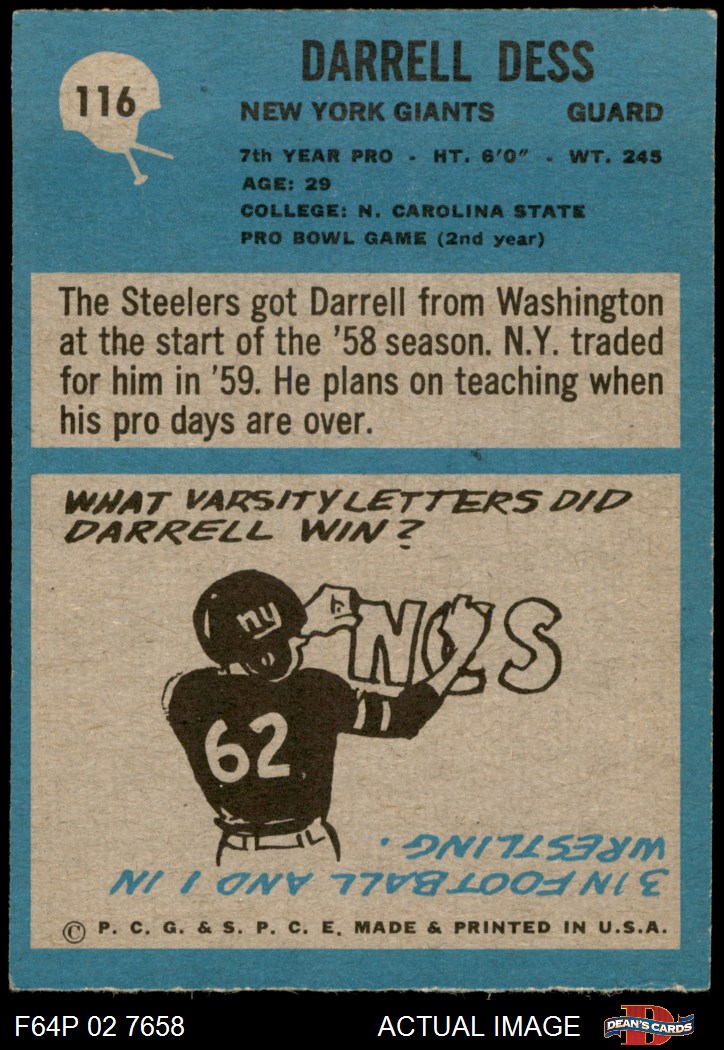 116
DARRELL DESS
NEW YORK GIANTS GUARD
7th YEAR PRO - HT. 6'0" - WT. 245
AGE: 29
COLLEGE: N. CAROLINA STATE
PRO BOWL GAME (2nd year)
The Steelers got Darrell from Washington
at the start of the '58 season. N.Y. traded
for him in '59. He plans on teaching when
his pro days are over.
WHAT VARSITY LETTERS DID
DARRELL WIN?
ny
NCS
62
3 IN FOOTBALL AND 1 IN
WRESTLING.
© P. C. G. & S. P. C. E. MADE & PRINTED IN U.S.A.
F64P 02 7658 ACTUAL IMAGE
D
DEAN'S CARDS